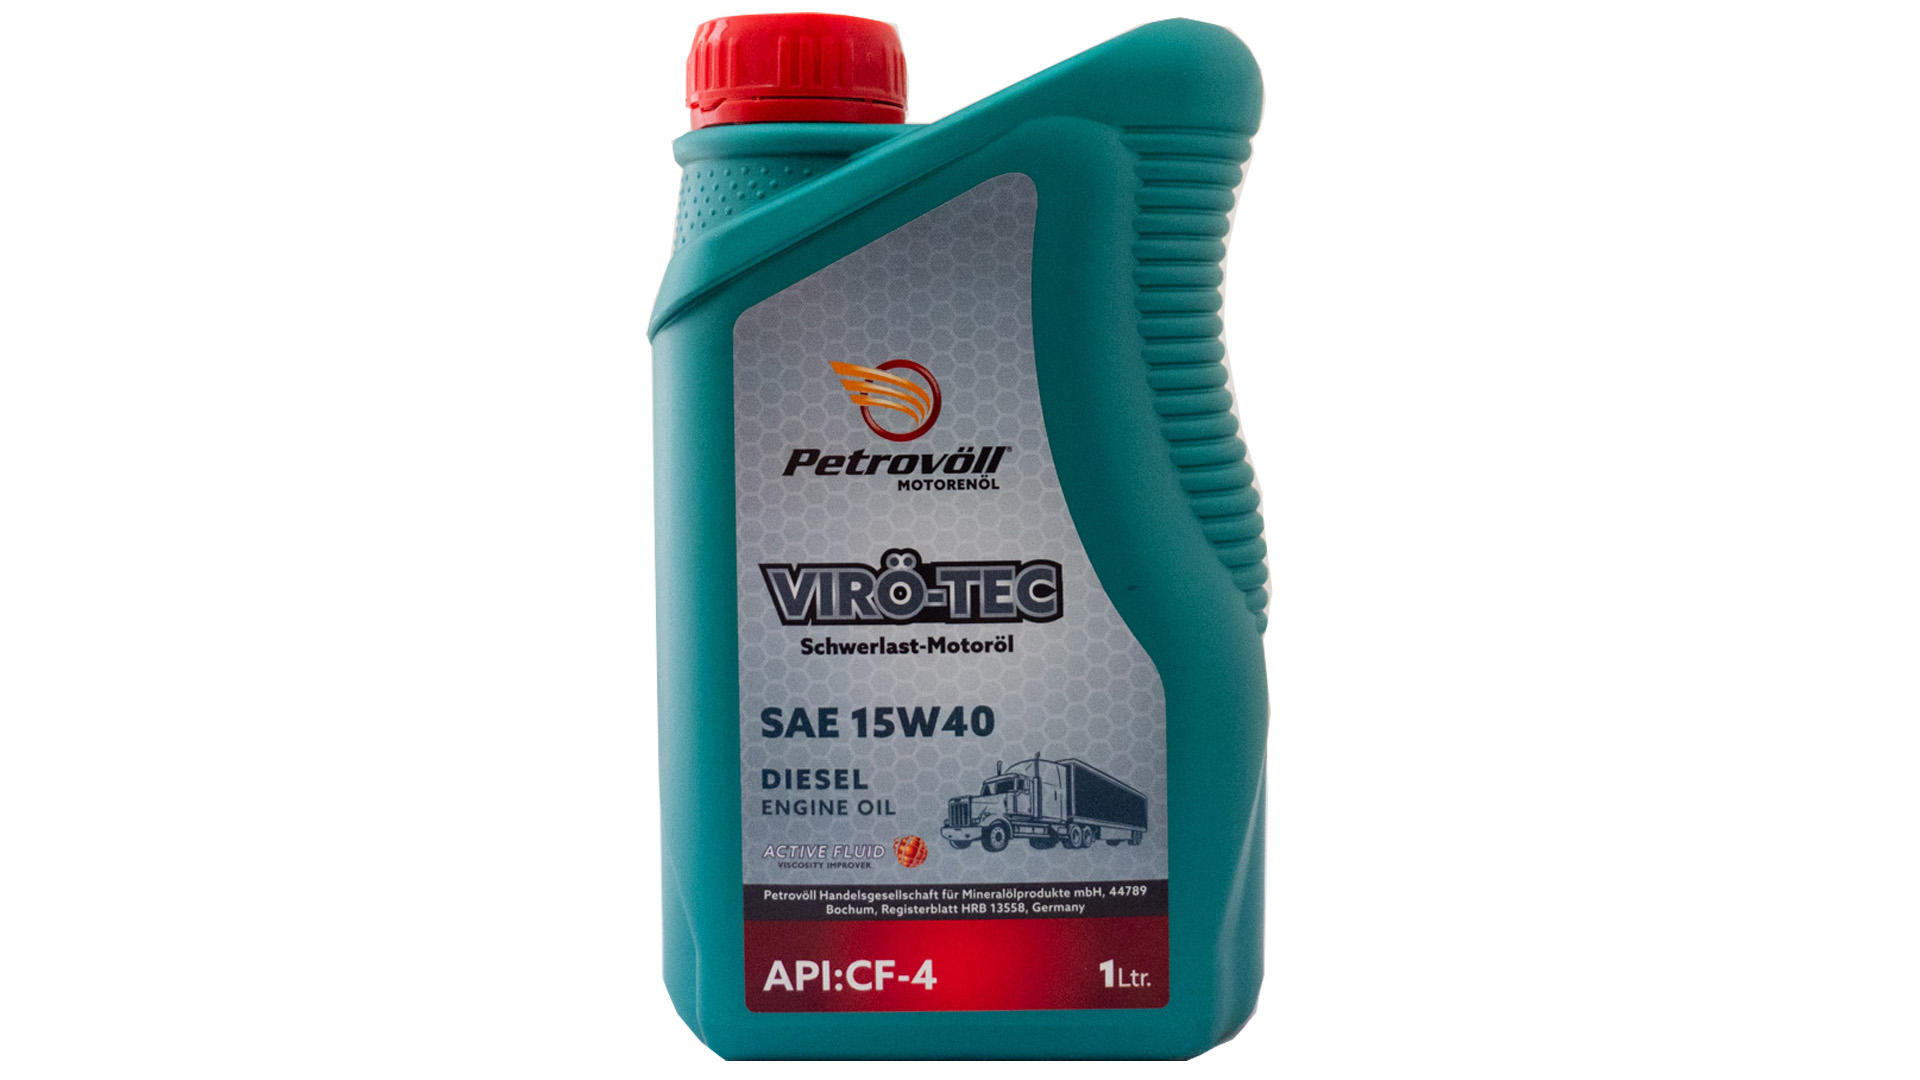 Petrovöll®
MOTORENÖL
VIRÖ-TEC
Schwerlast-Motoröl
SAE 15W40
DIESEL
ENGINE OIL
ACTIVE FLUID
VISCOSITY IMPROVER
Petrovöll Handelsgesellschaft für Mineralölprodukte mbH, 44789
Bochum, Registerblatt HRB 13558, Germany
API:CF-4
1Ltr.